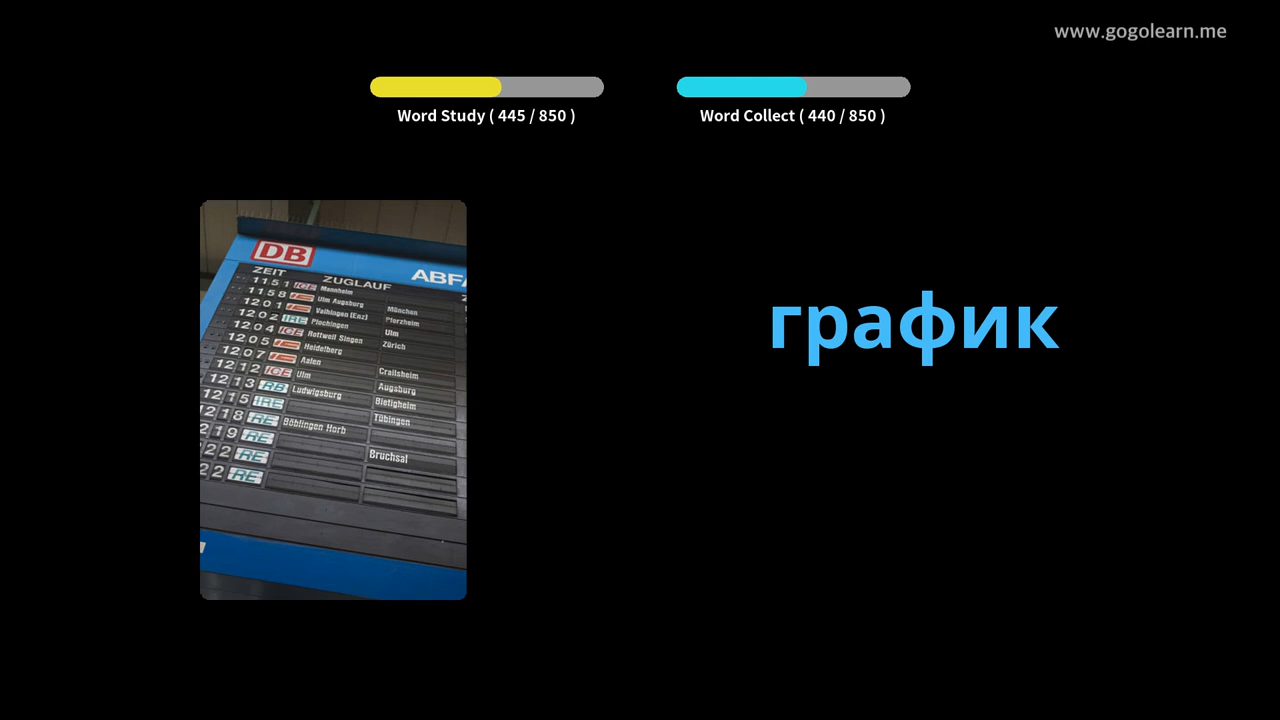 www.gogolearn.me
Word Study ( 445 / 850 )
Word Collect ( 440 / 850 )
график
DB
ZEIT ZUGLAUF ABFA
1151 ICE Mannheim
1158 Ulm Augsburg München
1201 Vaihingen (Enz) Pforzheim
1202 IRE Plochingen Ulm
1204 ICE Rottweil Singen Zürich
1205 Heidelberg
1207 Aalen Crailsheim
1212 ICE Ulm Augsburg
1213 RB Ludwigsburg Bietigheim
1215 IRE Tübingen
1218 RE Böblingen Horb
219 RE Bruchsal
22 RE
22 RE